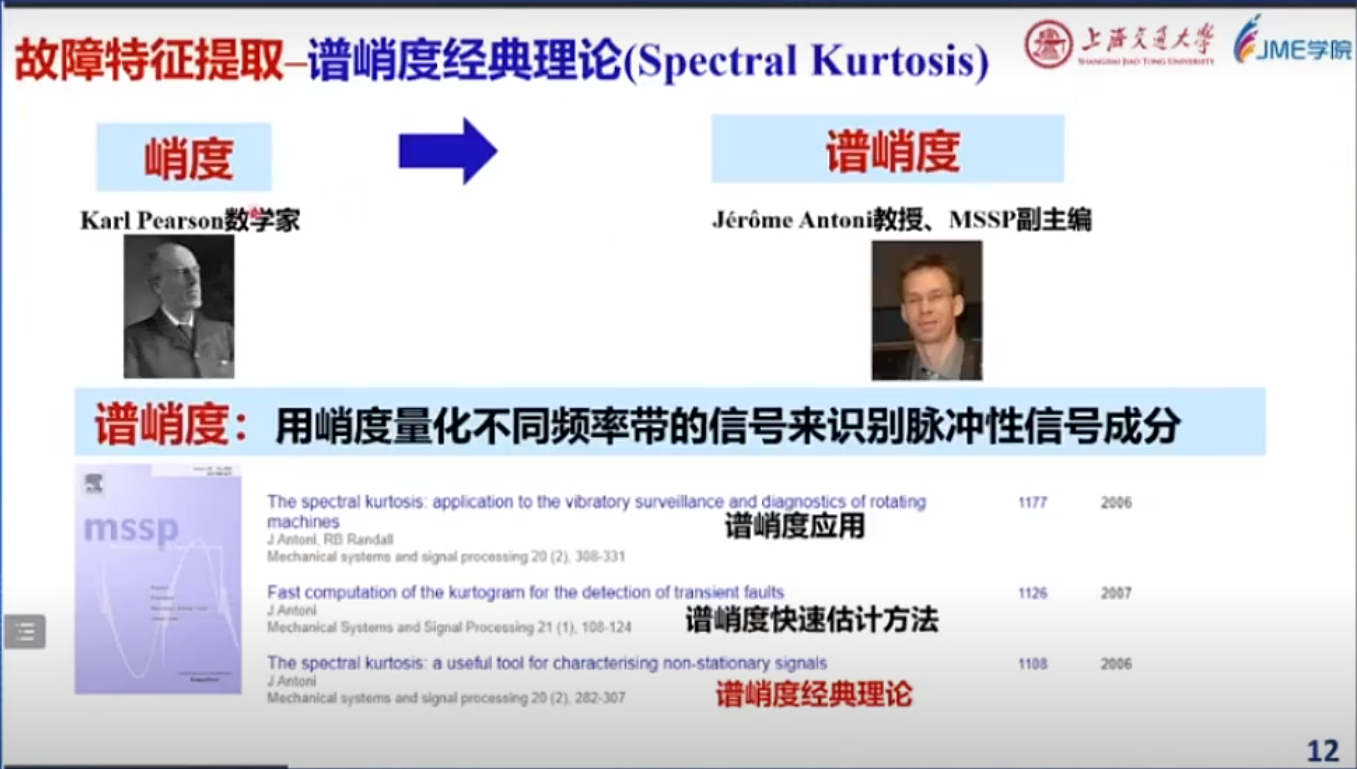 故障特征提取–谱峭度经典理论(Spectral Kurtosis)
上海交通大学
SHANGHAI JIAO TONG UNIVERSITY
JME学院
峭度
谱峭度
Karl Pearson数学家
Jérôme Antoni教授、MSSP副主编
谱峭度：用峭度量化不同频率带的信号来识别脉冲性信号成分
mssp
The spectral kurtosis: application to the vibratory surveillance and diagnostics of rotating 1177 2006
machines
谱峭度应用
J Antoni, RB Randall
Mechanical systems and signal processing 20 (2), 308-331
Fast computation of the kurtogram for the detection of transient faults 1126 2007
J Antoni
谱峭度快速估计方法
Mechanical Systems and Signal Processing 21 (1), 108-124
The spectral kurtosis: a useful tool for characterising non-stationary signals 1108 2006
J Antoni
谱峭度经典理论
Mechanical systems and signal processing 20 (2), 282-307
12